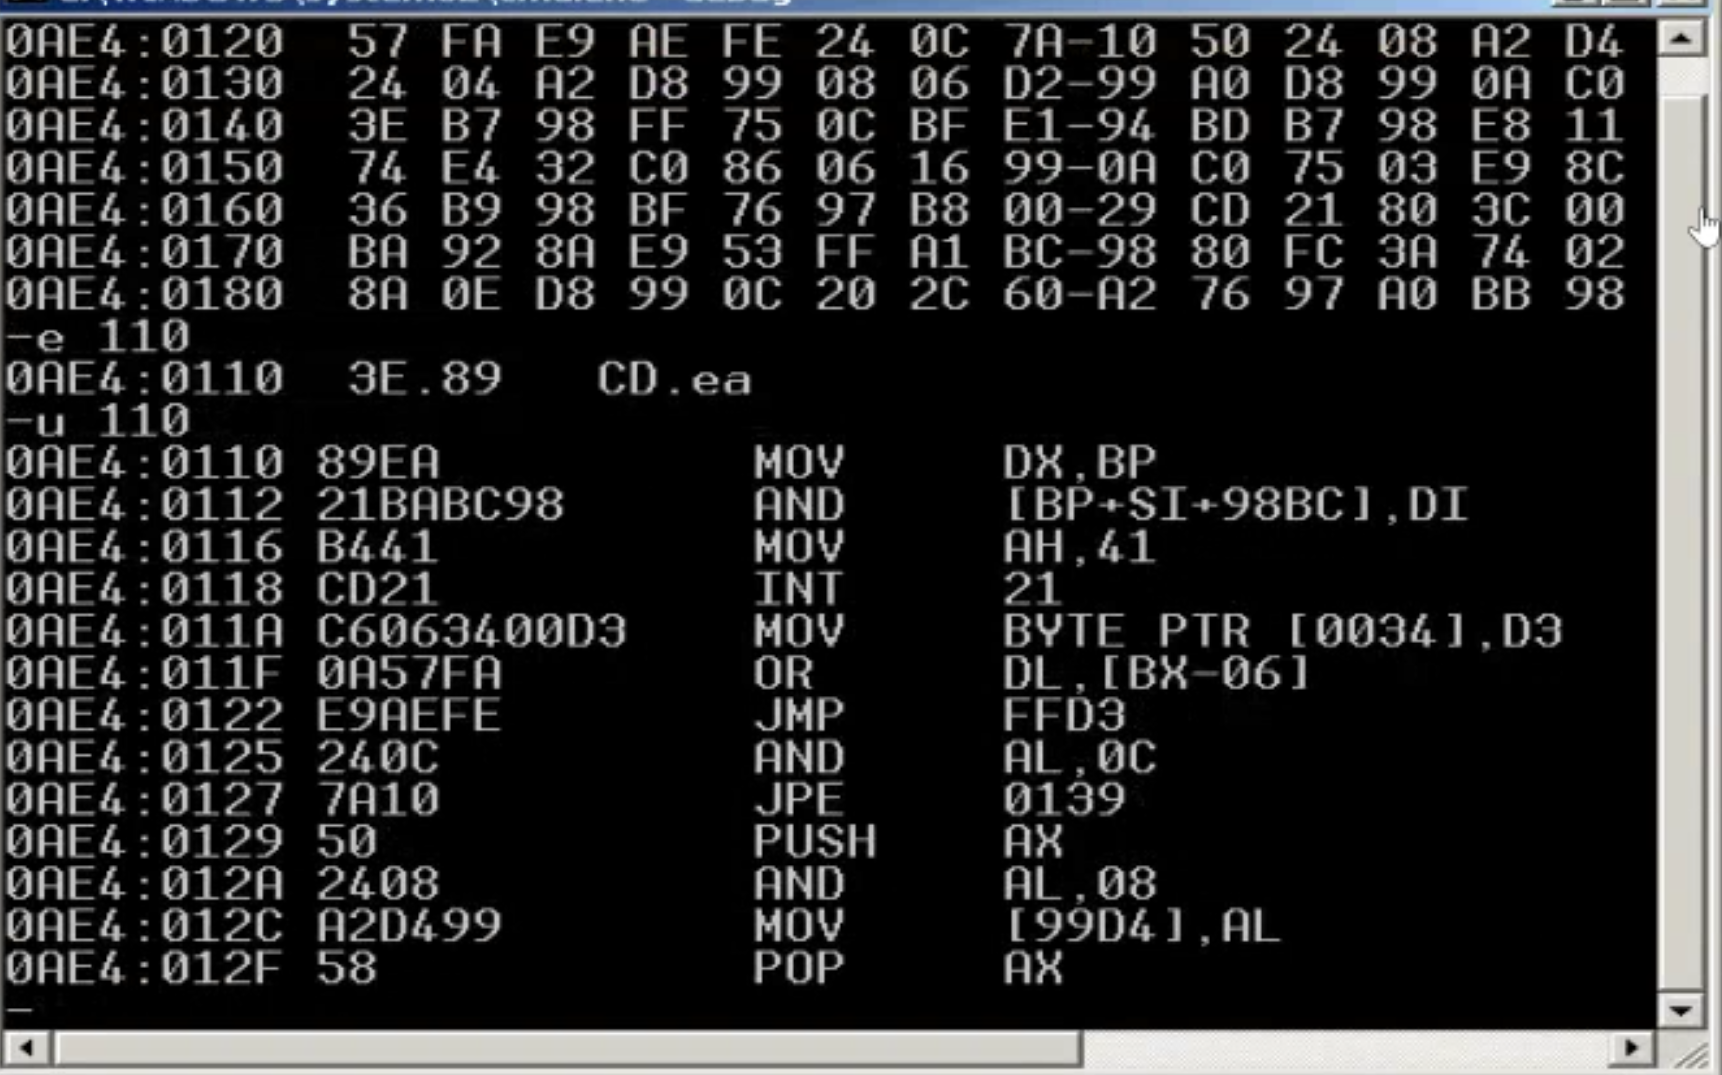 0AE4:0120 57 FA E9 AE FE 24 0C 7A-10 50 24 08 A2 D4
0AE4:0130 24 04 A2 D8 99 08 06 D2-99 A0 D8 99 0A C0
0AE4:0140 3E B7 98 FF 75 0C BF E1-94 BD B7 98 E8 11
0AE4:0150 74 E4 32 C0 86 06 16 99-0A C0 75 03 E9 8C
0AE4:0160 36 B9 98 BF 76 97 B8 00-29 CD 21 80 3C 00
0AE4:0170 BA 92 8A E9 53 FF A1 BC-98 80 FC 3A 74 02
0AE4:0180 8A 0E D8 99 0C 20 2C 60-A2 76 97 A0 BB 98
-e 110
0AE4:0110 3E.89 CD.ea
-u 110
0AE4:0110 89EA MOV DX,BP
0AE4:0112 21BABC98 AND [BP+SI+98BC],DI
0AE4:0116 B441 MOV AH,41
0AE4:0118 CD21 INT 21
0AE4:011A C6063400D3 MOV BYTE PTR [0034],D3
0AE4:011F 0A57FA OR DL,[BX-06]
0AE4:0122 E9AEFE JMP FFD3
0AE4:0125 240C AND AL,0C
0AE4:0127 7A10 JPE 0139
0AE4:0129 50 PUSH AX
0AE4:012A 2408 AND AL,08
0AE4:012C A2D499 MOV [99D4],AL
0AE4:012F 58 POP AX
-